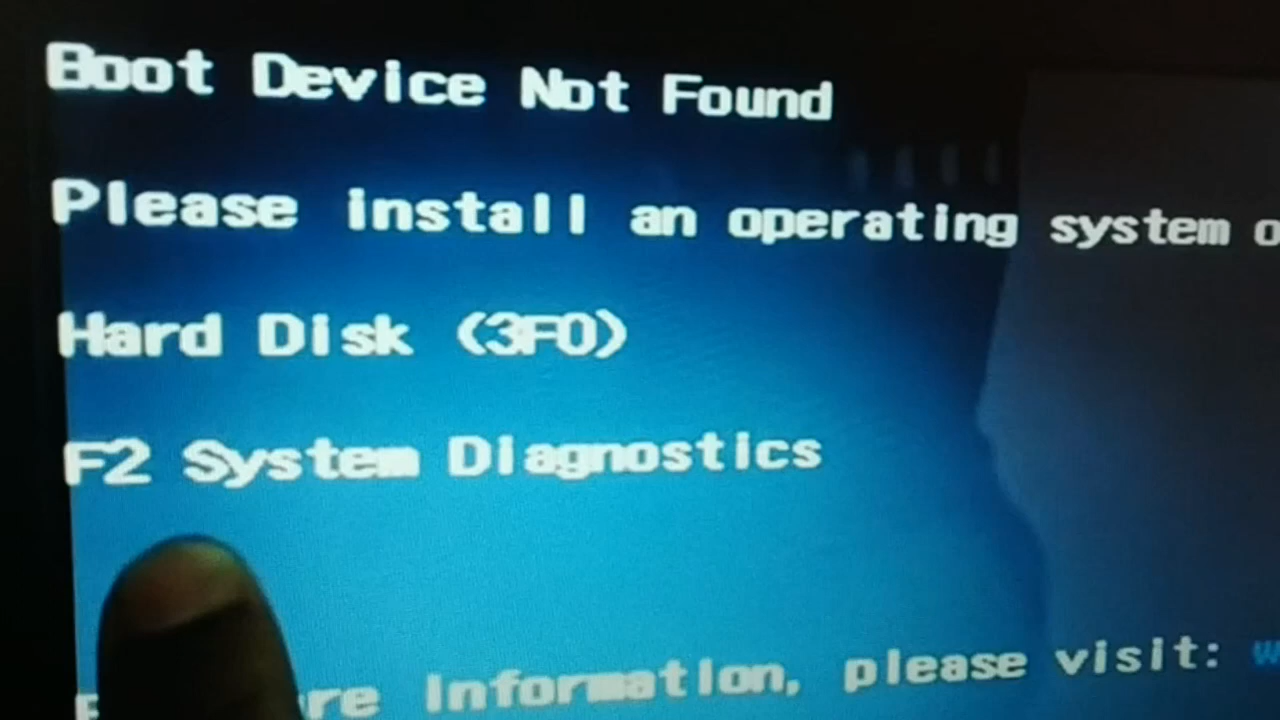 Boot Device Not Found
Please install an operating system o
Hard Disk (3F0)
F2 System Diagnostics
information, please visit: